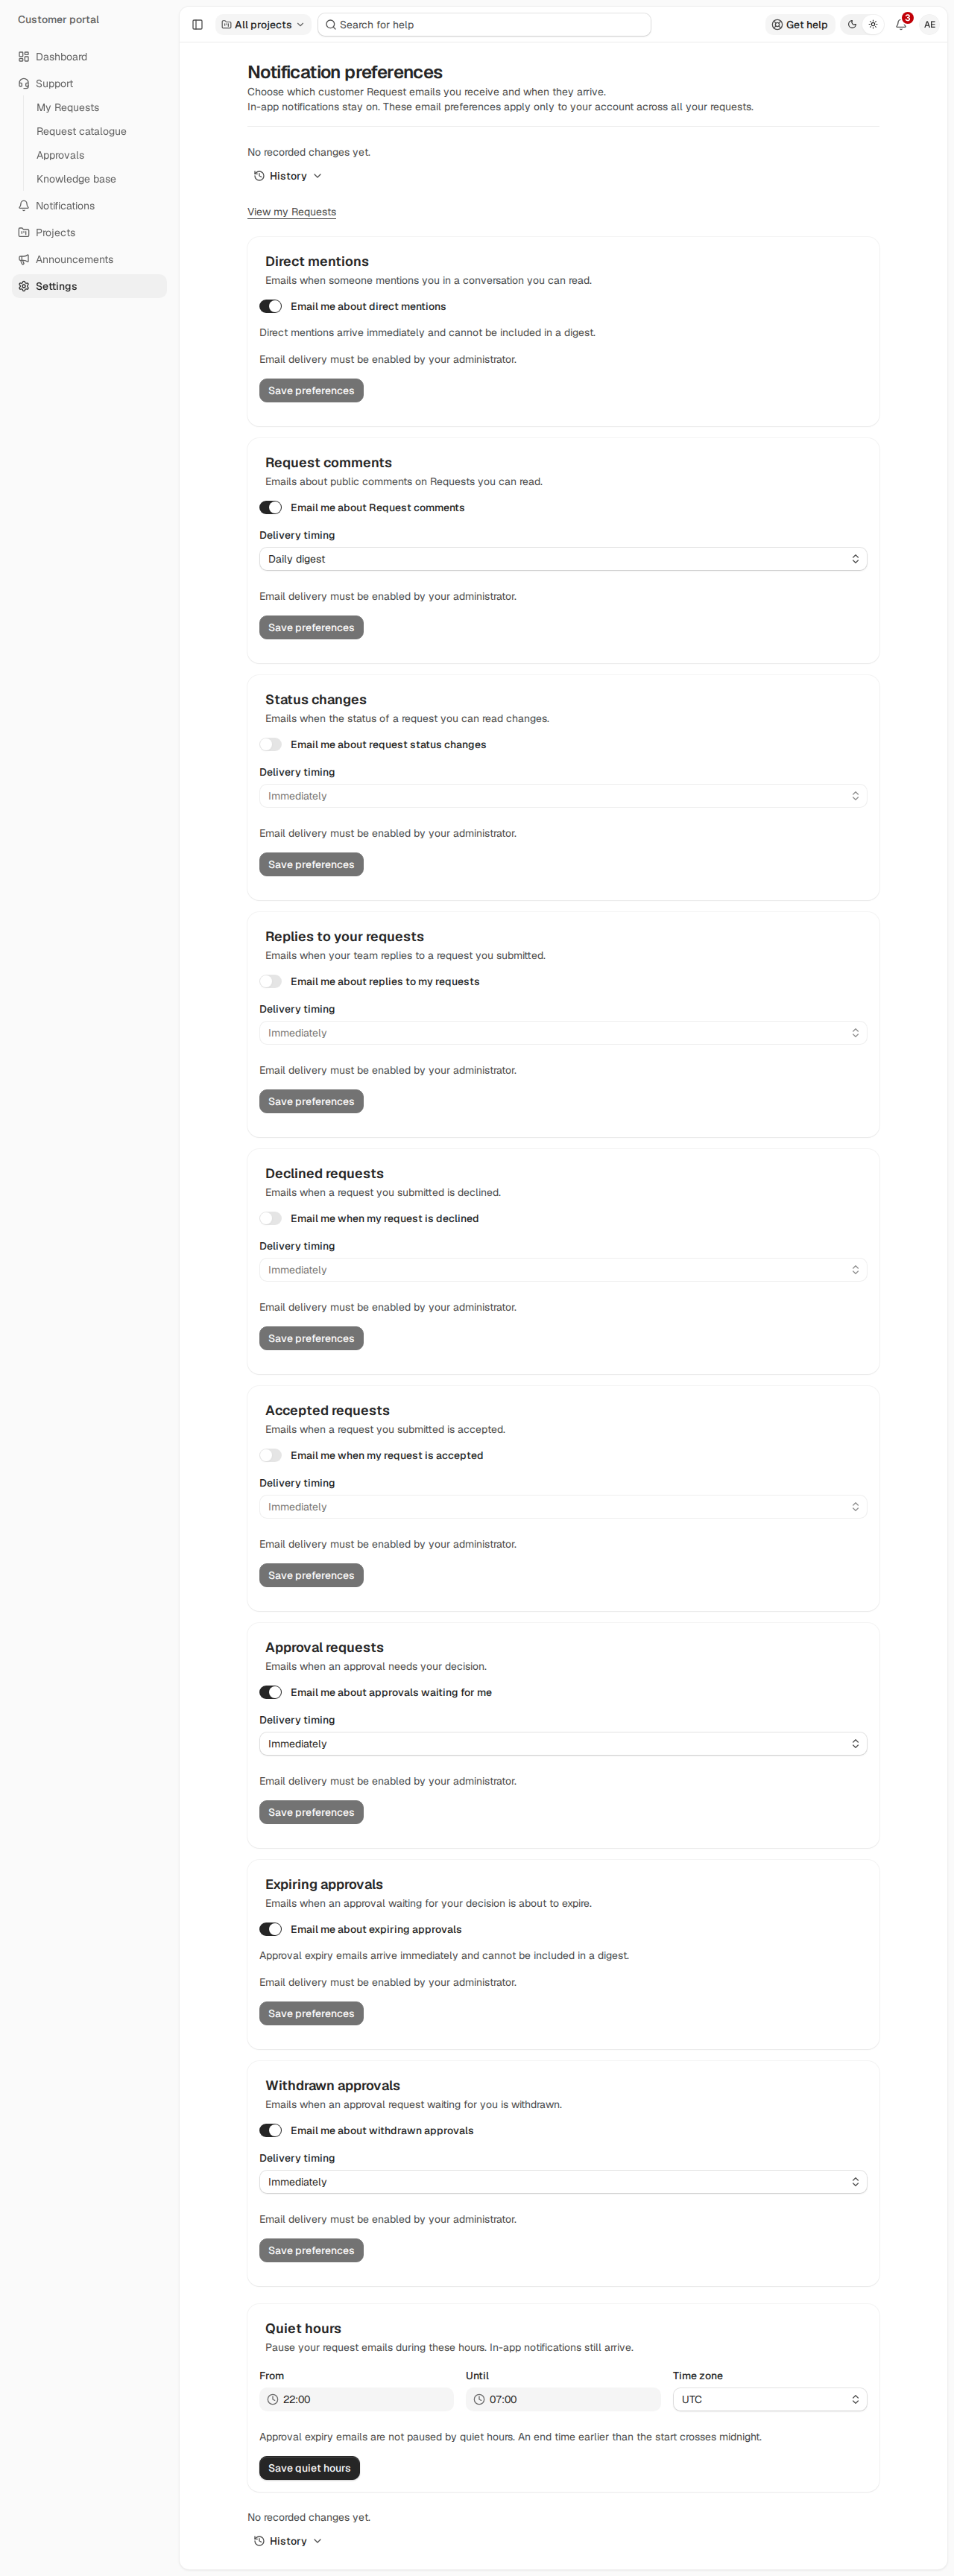 Customer portal
All projects
Search for help
Get help
3
AE
Dashboard
Support
My Requests
Request catalogue
Approvals
Knowledge base
Notifications
Projects
Announcements
Settings
Notification preferences
Choose which customer Request emails you receive and when they arrive.
In-app notifications stay on. These email preferences apply only to your account across all your requests.
No recorded changes yet.
History
View my Requests
Direct mentions
Emails when someone mentions you in a conversation you can read.
Email me about direct mentions
Direct mentions arrive immediately and cannot be included in a digest.
Email delivery must be enabled by your administrator.
Save preferences
Request comments
Emails about public comments on Requests you can read.
Email me about Request comments
Delivery timing
Daily digest
Email delivery must be enabled by your administrator.
Save preferences
Status changes
Emails when the status of a request you can read changes.
Email me about request status changes
Delivery timing
Immediately
Email delivery must be enabled by your administrator.
Save preferences
Replies to your requests
Emails when your team replies to a request you submitted.
Email me about replies to my requests
Delivery timing
Immediately
Email delivery must be enabled by your administrator.
Save preferences
Declined requests
Emails when a request you submitted is declined.
Email me when my request is declined
Delivery timing
Immediately
Email delivery must be enabled by your administrator.
Save preferences
Accepted requests
Emails when a request you submitted is accepted.
Email me when my request is accepted
Delivery timing
Immediately
Email delivery must be enabled by your administrator.
Save preferences
Approval requests
Emails when an approval needs your decision.
Email me about approvals waiting for me
Delivery timing
Immediately
Email delivery must be enabled by your administrator.
Save preferences
Expiring approvals
Emails when an approval waiting for your decision is about to expire.
Email me about expiring approvals
Approval expiry emails arrive immediately and cannot be included in a digest.
Email delivery must be enabled by your administrator.
Save preferences
Withdrawn approvals
Emails when an approval request waiting for you is withdrawn.
Email me about withdrawn approvals
Delivery timing
Immediately
Email delivery must be enabled by your administrator.
Save preferences
Quiet hours
Pause your request emails during these hours. In-app notifications still arrive.
From
Until
Time zone
22:00
07:00
UTC
Approval expiry emails are not paused by quiet hours. An end time earlier than the start crosses midnight.
Save quiet hours
No recorded changes yet.
History